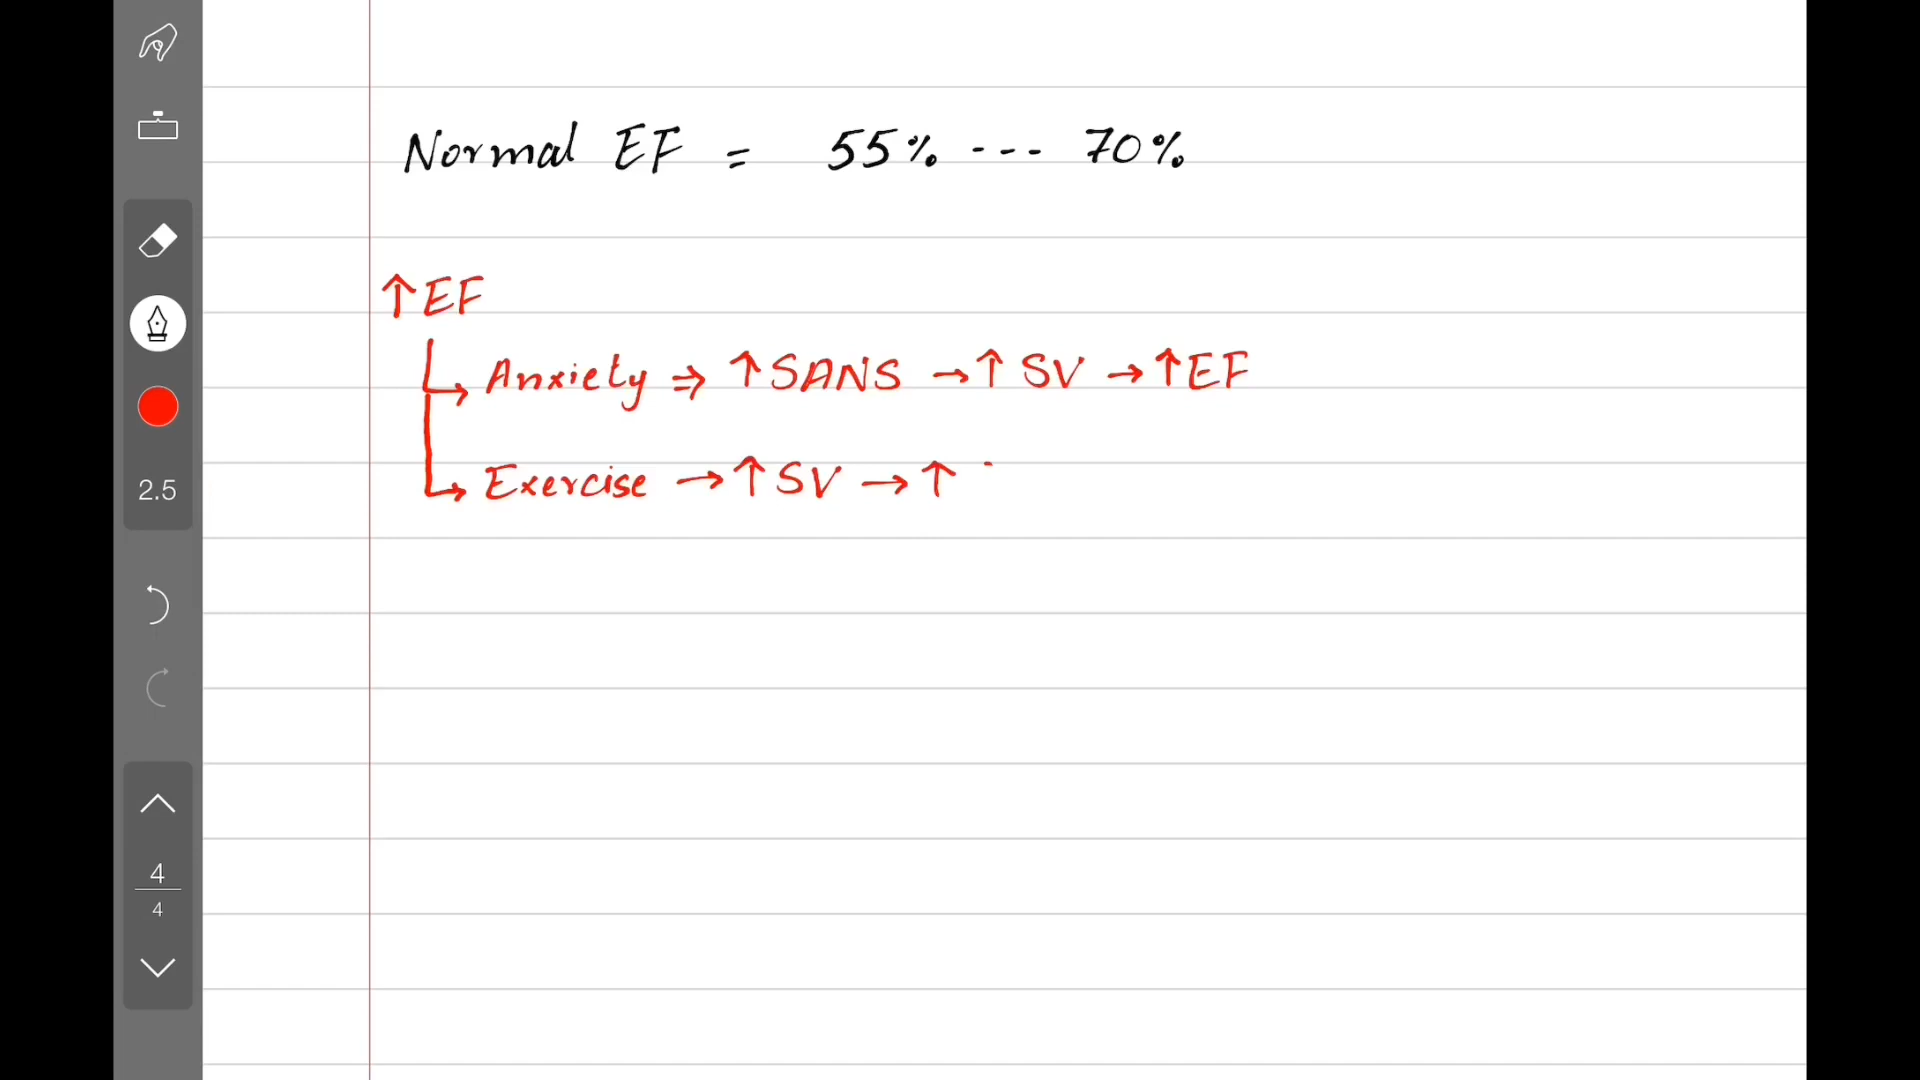 Normal EF = 55% --- 70%
↑EF
↳ Anxiety ⇒ ↑SANS → ↑ SV → ↑EF
2.5
↳ Exercise → ↑SV → ↑
4
4